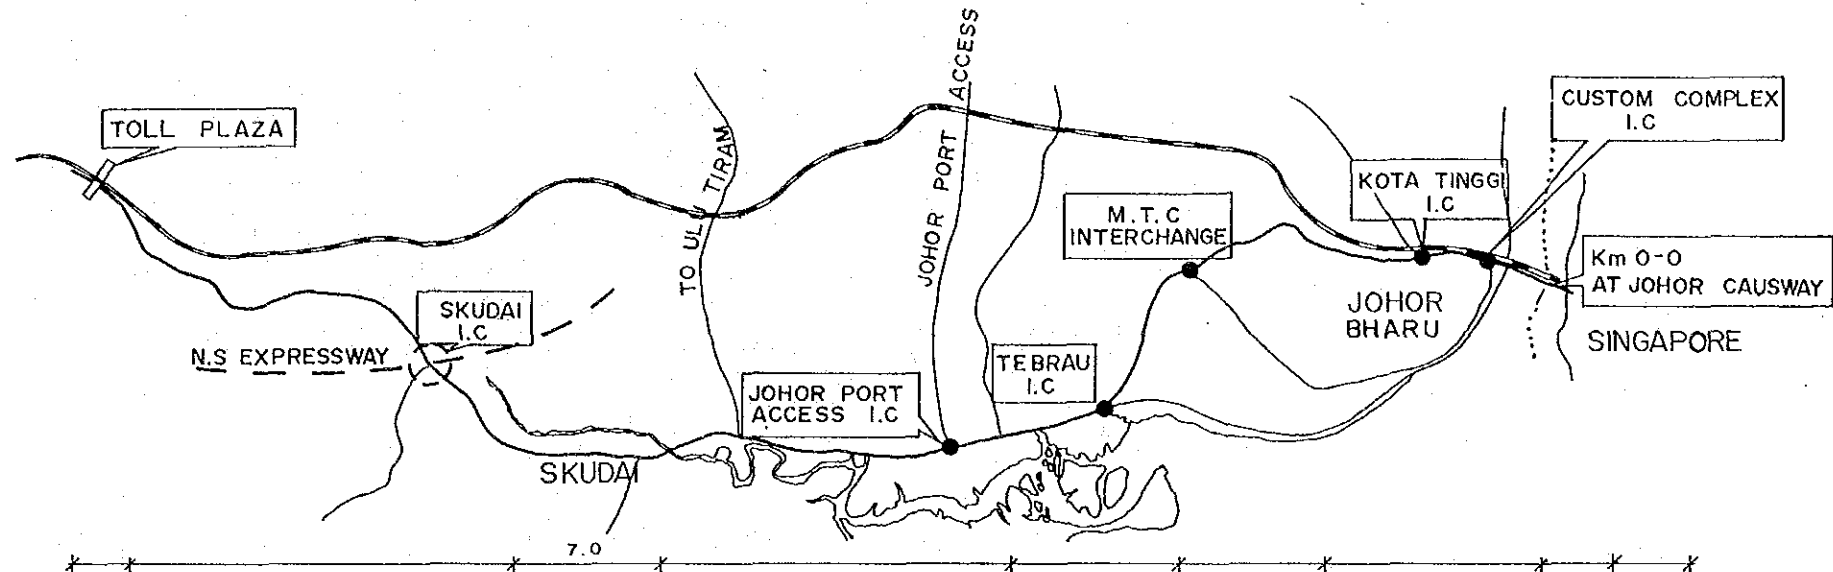 TOLL PLAZA
TO ULU TIRAM
JOHOR PORT ACCESS
CUSTOM COMPLEX
I.C
KOTA TINGGI
I.C
M.T.C
INTERCHANGE
Km 0-0
AT JOHOR CAUSWAY
JOHOR
BHARU
SINGAPORE
SKUDAI
I.C
N.S EXPRESSWAY
TEBRAU
I.C
JOHOR PORT
ACCESS I.C
SKUDAI
7.0